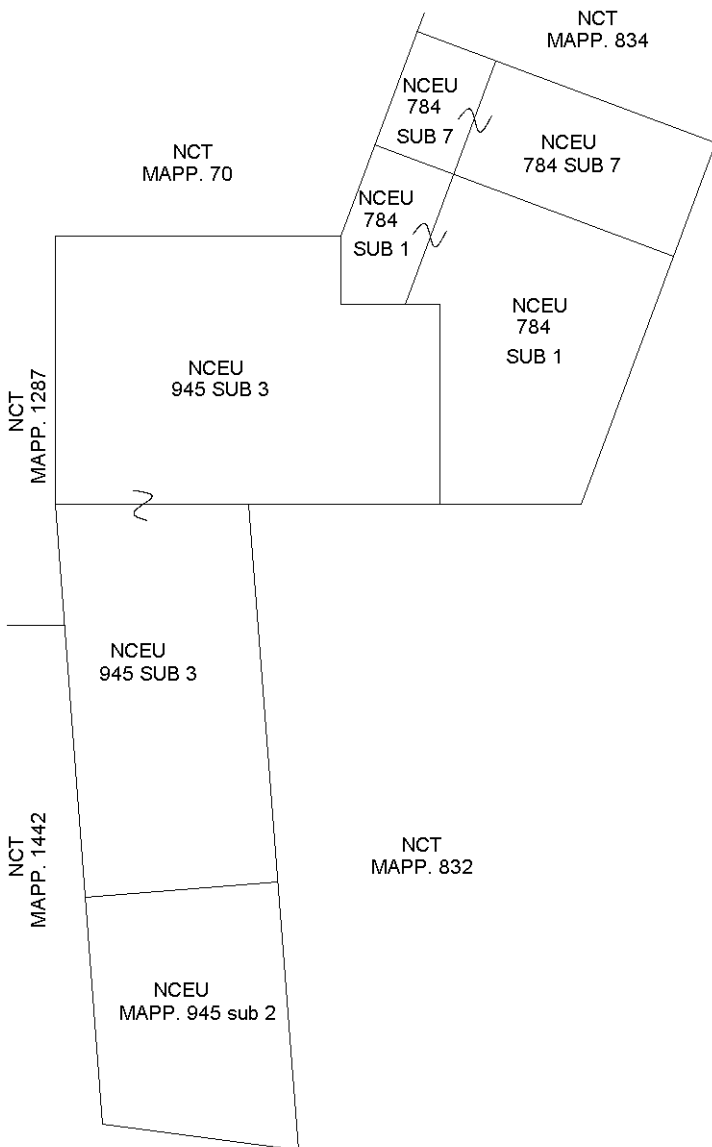 NCT
MAPP. 834
NCEU
784
SUB 7
NCEU
784 SUB 7
NCT
MAPP. 70
NCEU
784
SUB 1
NCEU
784
SUB 1
NCEU
945 SUB 3
NCT
MAPP. 1287
NCEU
945 SUB 3
NCT
MAPP. 1442
NCT
MAPP. 832
NCEU
MAPP. 945 sub 2